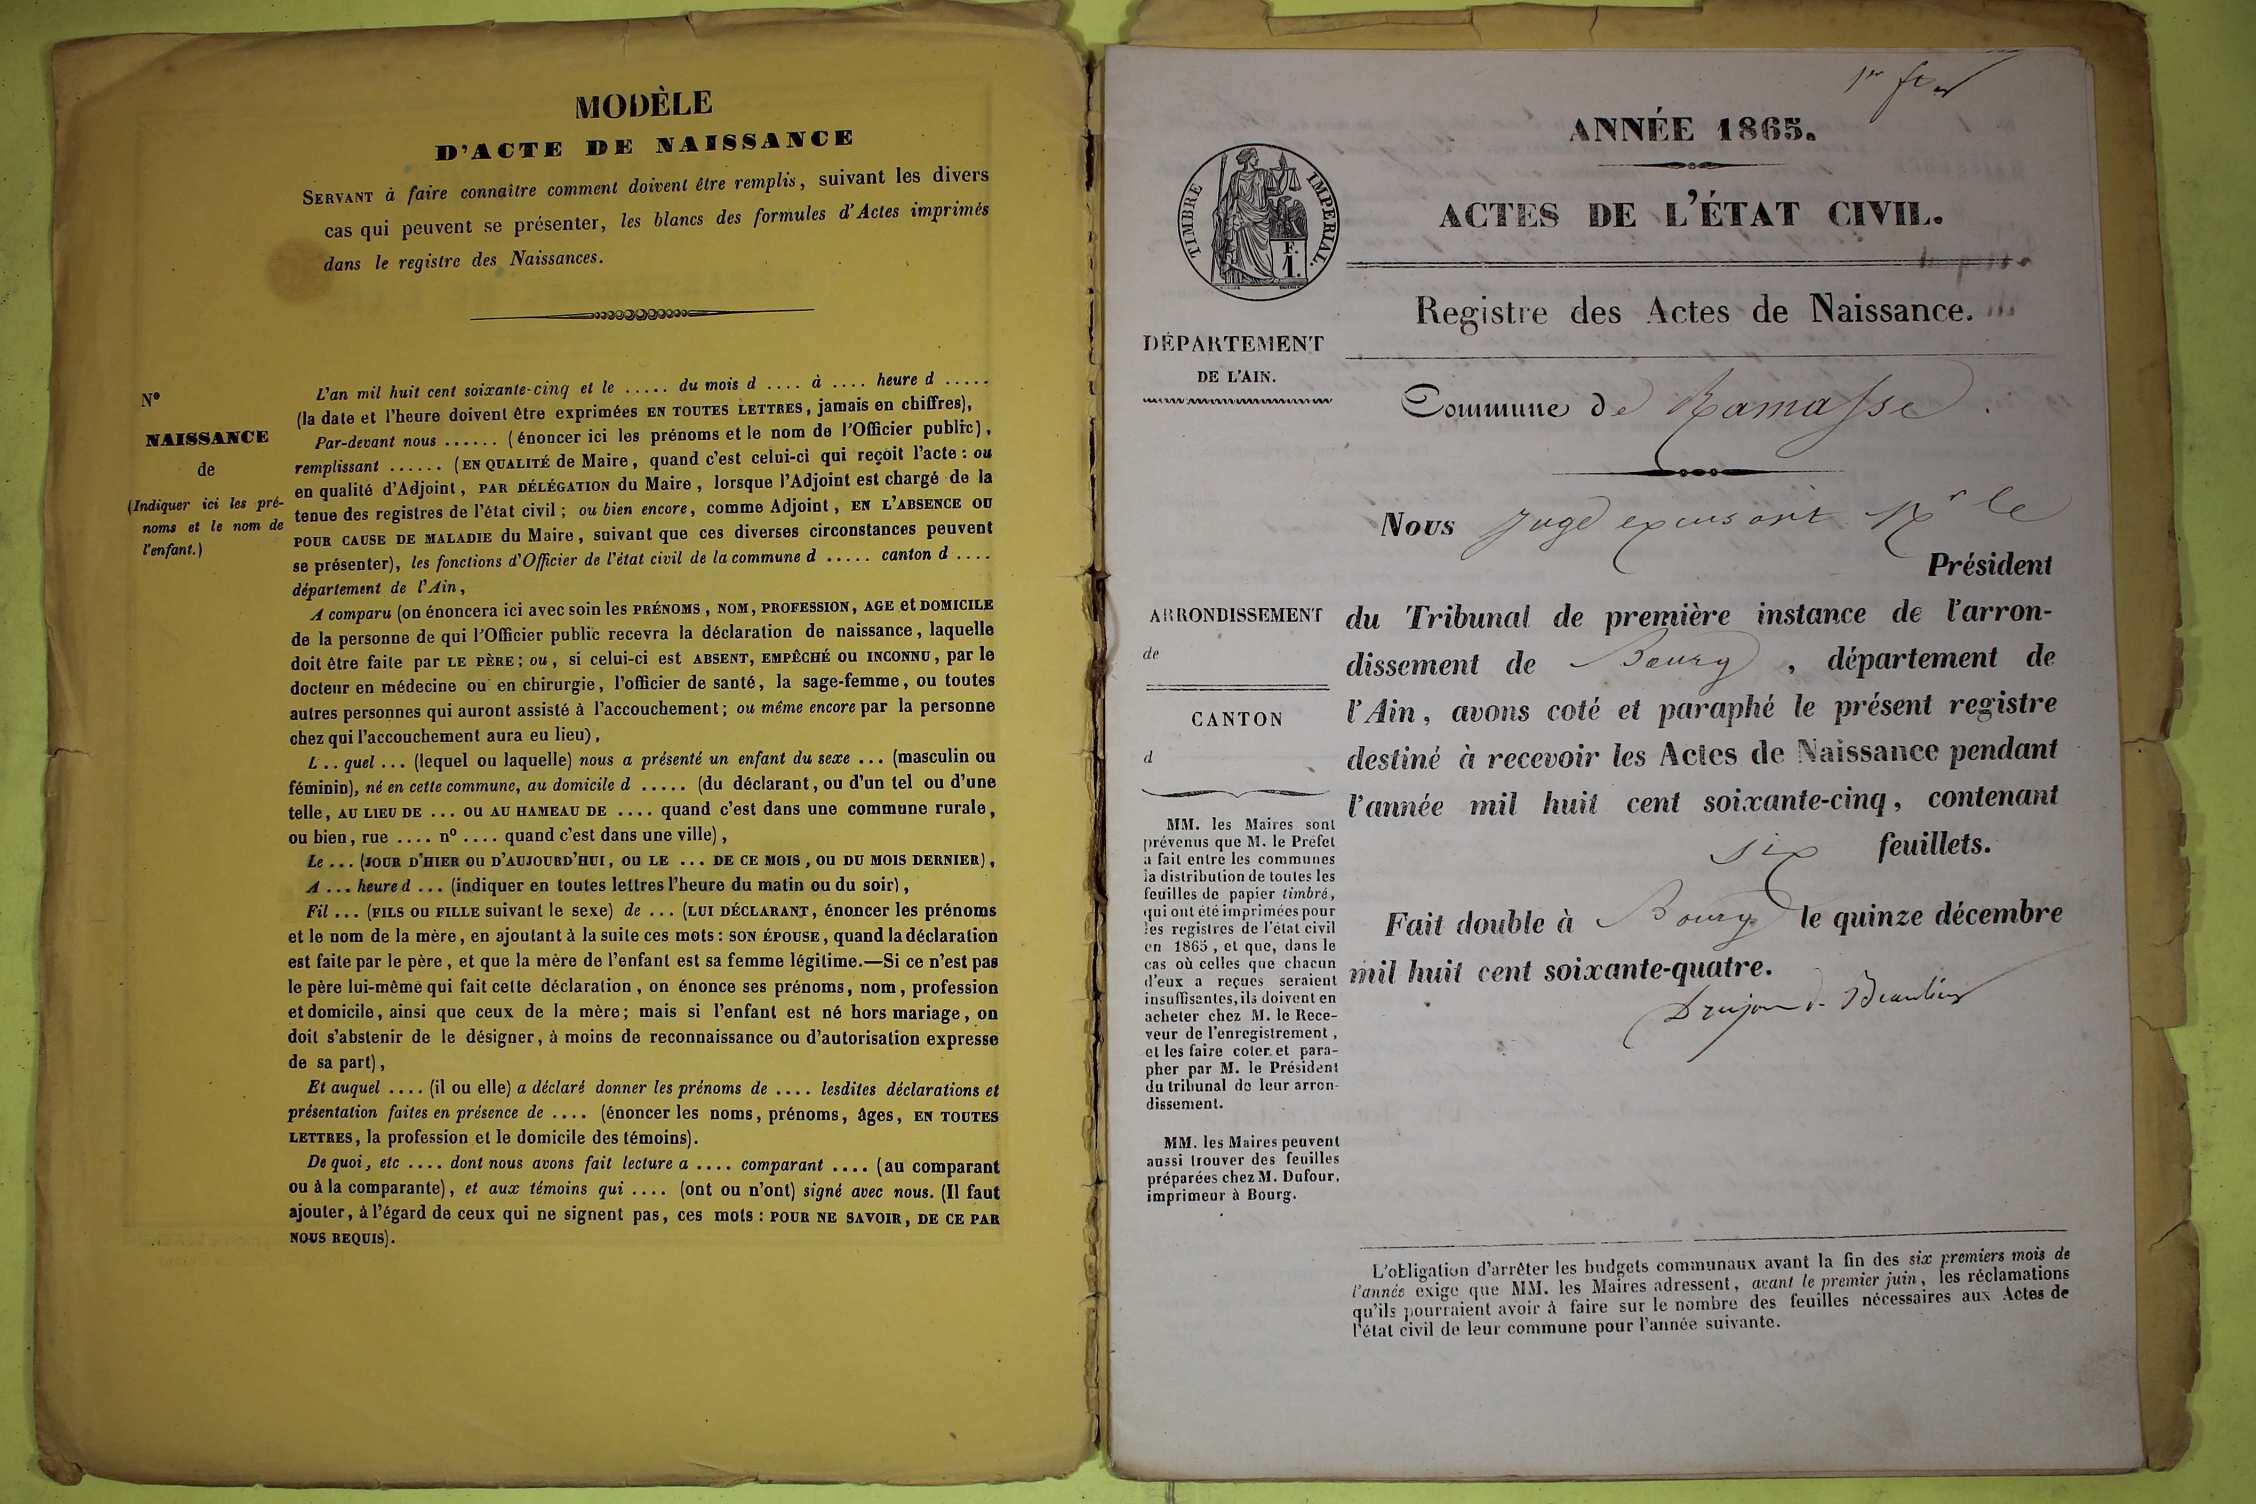 MODÈLE
D'ACTE DE NAISSANCE
SERVANT à faire connaître comment doivent être remplis, suivant les divers
cas qui peuvent se présenter, les blancs des formules d'Actes imprimés
dans le registre des Naissances.
N°
NAISSANCE
de
(Indiquer ici les pré-
noms et le nom de
l'enfant.)
L'an mil huit cent soixante-cinq et le ..... du mois d .... à .... heure d .....
(la date et l'heure doivent être exprimées EN TOUTES LETTRES, jamais en chiffres),
Par-devant nous ...... (énoncer ici les prénoms et le nom de l'Officier public),
remplissant ...... (EN QUALITÉ de Maire, quand c'est celui-ci qui reçoit l'acte : ou
en qualité d'Adjoint, PAR DÉLÉGATION du Maire, lorsque l'Adjoint est chargé de la
tenue des registres de l'état civil ; ou bien encore, comme Adjoint, EN L'ABSENCE OU
POUR CAUSE DE MALADIE du Maire, suivant que ces diverses circonstances peuvent
se présenter), les fonctions d'Officier de l'état civil de la commune d ..... canton d ....
département de l'Ain,
A comparu (on énoncera ici avec soin les PRÉNOMS, NOM, PROFESSION, AGE et DOMICILE
de la personne de qui l'Officier public recevra la déclaration de naissance, laquelle
doit être faite par LE PÈRE ; ou, si celui-ci est ABSENT, EMPÊCHÉ ou INCONNU, par le
docteur en médecine ou en chirurgie, l'officier de santé, la sage-femme, ou toutes
autres personnes qui auront assisté à l'accouchement ; ou même encore par la personne
chez qui l'accouchement aura eu lieu),
L .. quel ... (lequel ou laquelle) nous a présenté un enfant du sexe ... (masculin ou
féminin), né en cette commune, au domicile d ..... (du déclarant, ou d'un tel ou d'une
telle, AU LIEU DE ... ou AU HAMEAU DE .... quand c'est dans une commune rurale,
ou bien, rue .... n° .... quand c'est dans une ville),
Le ... (JOUR D'HIER OU D'AUJOURD'HUI, OU LE ... DE CE MOIS, OU DU MOIS DERNIER),
A ... heure d ... (indiquer en toutes lettres l'heure du matin ou du soir),
Fil ... (FILS ou FILLE suivant le sexe) de ... (LUI DÉCLARANT, énoncer les prénoms
et le nom de la mère, en ajoutant à la suite ces mots : SON ÉPOUSE, quand la déclaration
est faite par le père, et que la mère de l'enfant est sa femme légitime.—Si ce n'est pas
le père lui-même qui fait cette déclaration, on énonce ses prénoms, nom, profession
et domicile, ainsi que ceux de la mère ; mais si l'enfant est né hors mariage, on
doit s'abstenir de le désigner, à moins de reconnaissance ou d'autorisation expresse
de sa part),
Et auquel .... (il ou elle) a déclaré donner les prénoms de .... lesdites déclarations et
présentation faites en présence de .... (énoncer les noms, prénoms, âges, EN TOUTES
LETTRES, la profession et le domicile des témoins).
De quoi, etc .... dont nous avons fait lecture a .... comparant .... (au comparant
ou à la comparante), et aux témoins qui .... (ont ou n'ont) signé avec nous. (Il faut
ajouter, à l'égard de ceux qui ne signent pas, ces mots : POUR NE SAVOIR, DE CE PAR
NOUS REQUIS).
1er
ANNÉE 1865.
TIMBRE IMPERIAL.
F.
1.
ACTES DE L'ÉTAT CIVIL.
Registre des Actes de Naissance.
DÉPARTEMENT
DE L'AIN.
Commune de Ramasse
Nous Juge excusant Mr le
Président
ARRONDISSEMENT
de
CANTON
d
du Tribunal de première instance de l'arron-
dissement de Bourg, département de
l'Ain, avons coté et paraphé le présent registre
destiné à recevoir les Actes de Naissance pendant
l'année mil huit cent soixante-cinq, contenant
six feuillets.
Fait double à Bourg le quinze décembre
mil huit cent soixante-quatre.
Drujon de Beaulieu
MM. les Maires sont
prévenus que M. le Préfet
a fait entre les communes
la distribution de toutes les
feuilles de papier timbré,
qui ont été imprimées pour
les registres de l'état civil
en 1865, et que, dans le
cas où celles que chacun
d'eux a reçues seraient
insuffisantes, ils doivent en
acheter chez M. le Rece-
veur de l'enregistrement,
et les faire coter et para-
pher par M. le Président
du tribunal de leur arron-
dissement.
MM. les Maires peuvent
aussi trouver des feuilles
préparées chez M. Dufour,
imprimeur à Bourg.
L'obligation d'arrêter les budgets communaux avant la fin des six premiers mois de
l'année exige que MM. les Maires adressent, avant le premier juin, les réclamations
qu'ils pourraient avoir à faire sur le nombre des feuilles nécessaires aux Actes de
l'état civil de leur commune pour l'année suivante.